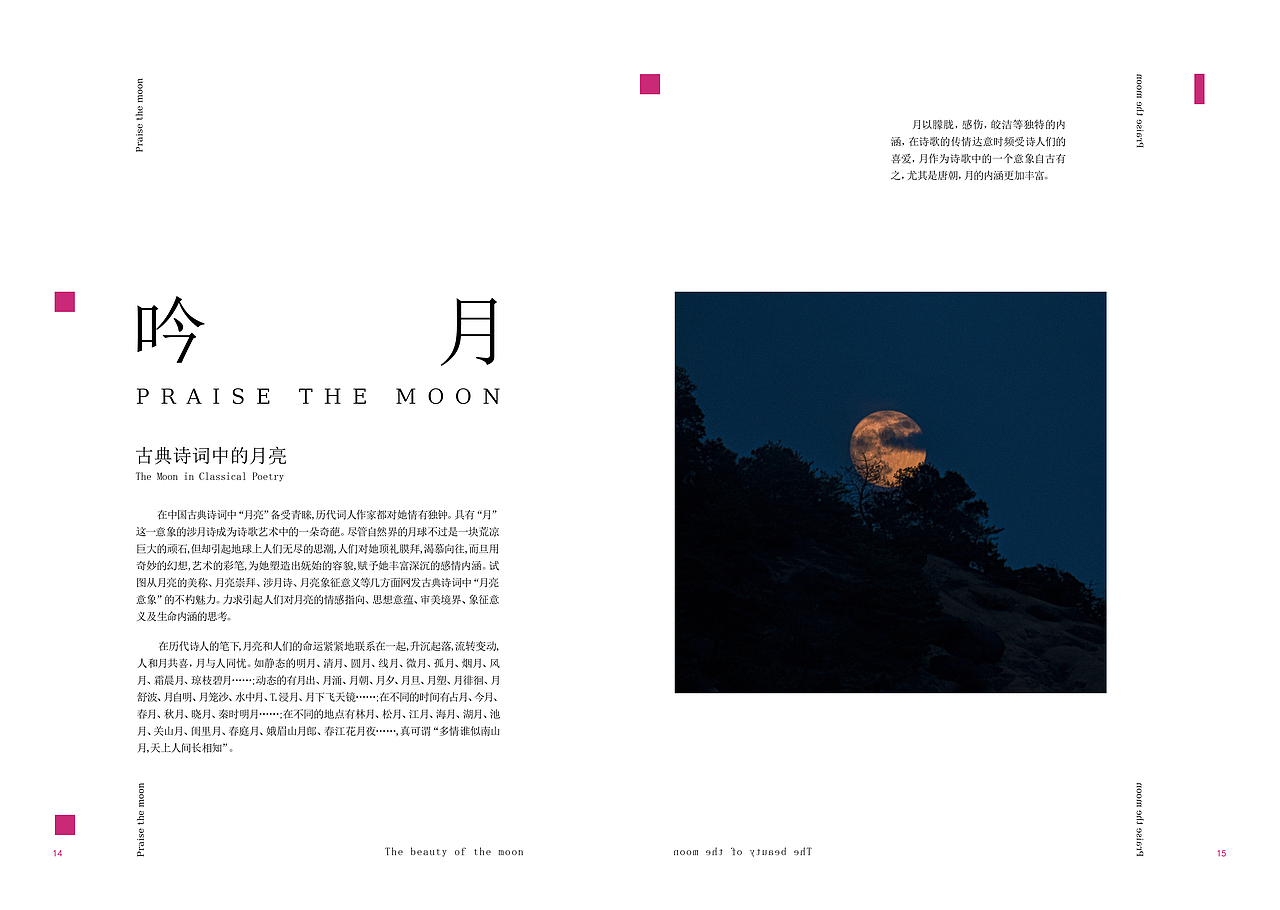 Praise the moon
吟 月
PRAISE THE MOON
古典诗词中的月亮
The Moon in Classical Poetry
在中国古典诗词中“月亮”备受青睐,历代词人作家都对她情有独钟。具有“月”
这一意象的涉月诗成为诗歌艺术中的一朵奇葩。尽管自然界的月球不过是一块荒凉
巨大的顽石,但却引起地球上人们无尽的思潮,人们对她顶礼膜拜,渴慕向往,而且用
奇妙的幻想,艺术的彩笔,为她塑造出妩始的容貌,赋予她丰富深沉的感情内涵。试
图从月亮的美称、月亮崇拜、涉月诗、月亮象征意义等几方面网发古典诗词中“月亮
意象”的不朽魅力。力求引起人们对月亮的情感指向、思想意蕴、审美境界、象征意
义及生命内涵的思考。
在历代诗人的笔下,月亮和人们的命运紧紧地联系在一起,升沉起落,流转变动,
人和月共喜，月与人同忧。如静态的明月、清月、圆月、线月、微月、孤月、烟月、风
月、霜晨月、琼枝碧月……;动态的有月出、月涌、月朝、月夕、月旦、月塑、月徘徊、月
舒波、月自明、月笼沙、水中月、T.浸月、月下飞天镜……;在不同的时间有占月、今月、
春月、秋月、晓月、秦时明月……;在不同的地点有林月、松月、江月、海月、湖月、池
月、关山月、闺里月、春庭月、娥眉山月郎、春江花月夜……,真可谓“多情谁似南山
月,天上人间长相知”。
Praise the moon
14
The beauty of the moon
月以朦胧，感伤，皎洁等独特的内
涵，在诗歌的传情达意时频受诗人们的
喜爱，月作为诗歌中的一个意象自古有
之，尤其是唐朝，月的内涵更加丰富。
Praise the moon
The beauty of the moon
Praise the moon
15